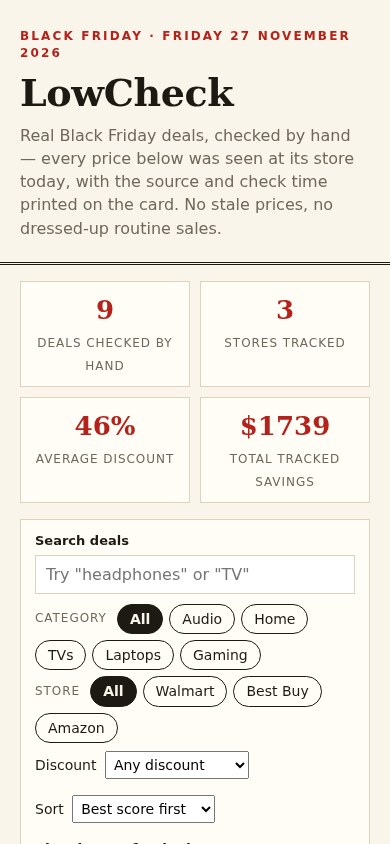 BLACK FRIDAY · FRIDAY 27 NOVEMBER
2026
LowCheck
Real Black Friday deals, checked by hand
— every price below was seen at its store
today, with the source and check time
printed on the card. No stale prices, no
dressed-up routine sales.
9
DEALS CHECKED BY
HAND
3
STORES TRACKED
46%
AVERAGE DISCOUNT
$1739
TOTAL TRACKED
SAVINGS
Search deals
Try "headphones" or "TV"
CATEGORY All Audio Home
TVs Laptops Gaming
STORE All Walmart Best Buy
Amazon
Discount Any discount
Sort Best score first